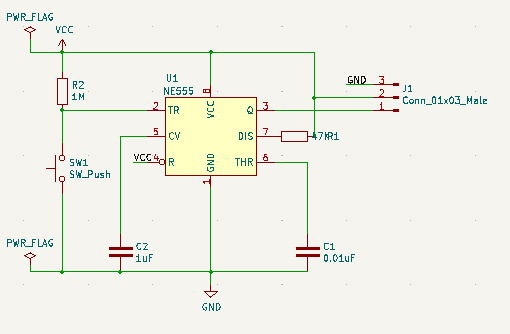 PWR_FLAG
VCC
U1
NE555
R2
1M
8
VCC
2
TR
Q
3
GND
3
J1
2
Conn_01x03_Male
1
5
CV
DIS
7
47K
R1
VCC
4
R
GND
THR
6
SW1
SW_Push
1
PWR_FLAG
C2
1uF
C1
0.01uF
GND